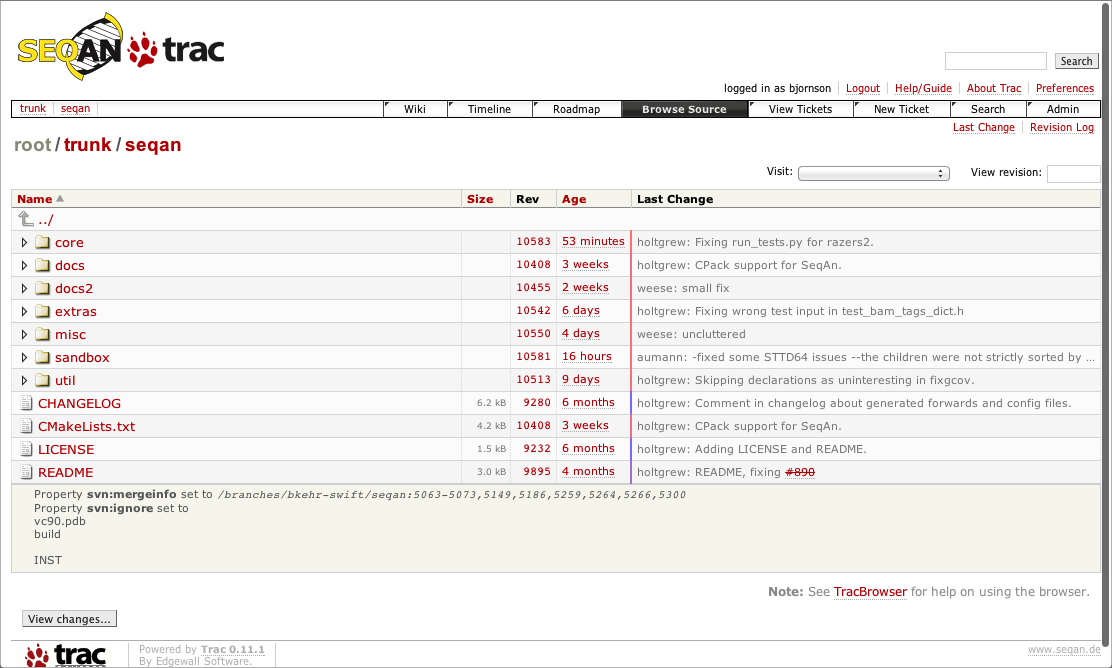 SEQAN trac
Search
logged in as bjornson Logout Help/Guide About Trac Preferences
trunk seqan Wiki Timeline Roadmap Browse Source View Tickets New Ticket Search Admin
Last Change Revision Log
root/trunk/seqan
Visit: View revision:
Name Size Rev Age Last Change
../
core 10583 53 minutes holtgrew: Fixing run_tests.py for razers2.
docs 10408 3 weeks holtgrew: CPack support for SeqAn.
docs2 10455 2 weeks weese: small fix
extras 10542 6 days holtgrew: Fixing wrong test input in test_bam_tags_dict.h
misc 10550 4 days weese: uncluttered
sandbox 10581 16 hours aumann: -fixed some STTD64 issues --the children were not strictly sorted by ...
util 10513 9 days holtgrew: Skipping declarations as uninteresting in fixgcov.
CHANGELOG 6.2 kB 9280 6 months holtgrew: Comment in changelog about generated forwards and config files.
CMakeLists.txt 4.2 kB 10408 3 weeks holtgrew: CPack support for SeqAn.
LICENSE 1.5 kB 9232 6 months holtgrew: Adding LICENSE and README.
README 3.0 kB 9895 4 months holtgrew: README, fixing #890
Property svn:mergeinfo set to /branches/bkehr-swift/seqan:5063-5073,5149,5186,5259,5264,5266,5300
Property svn:ignore set to
vc90.pdb
build
INST
Note: See TracBrowser for help on using the browser.
View changes...
trac Powered by Trac 0.11.1 www.seqan.de
By Edgewall Software.